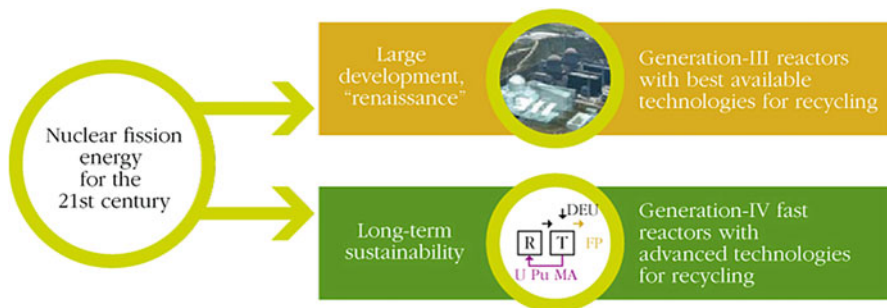 Nuclear fission
energy
for the
21st century
Large
development,
“renaissance”
Generation-III reactors
with best available
technologies for recycling
Long-term
sustainability
DEU
R T FP
U Pu MA
Generation-IV fast
reactors with
advanced technologies
for recycling